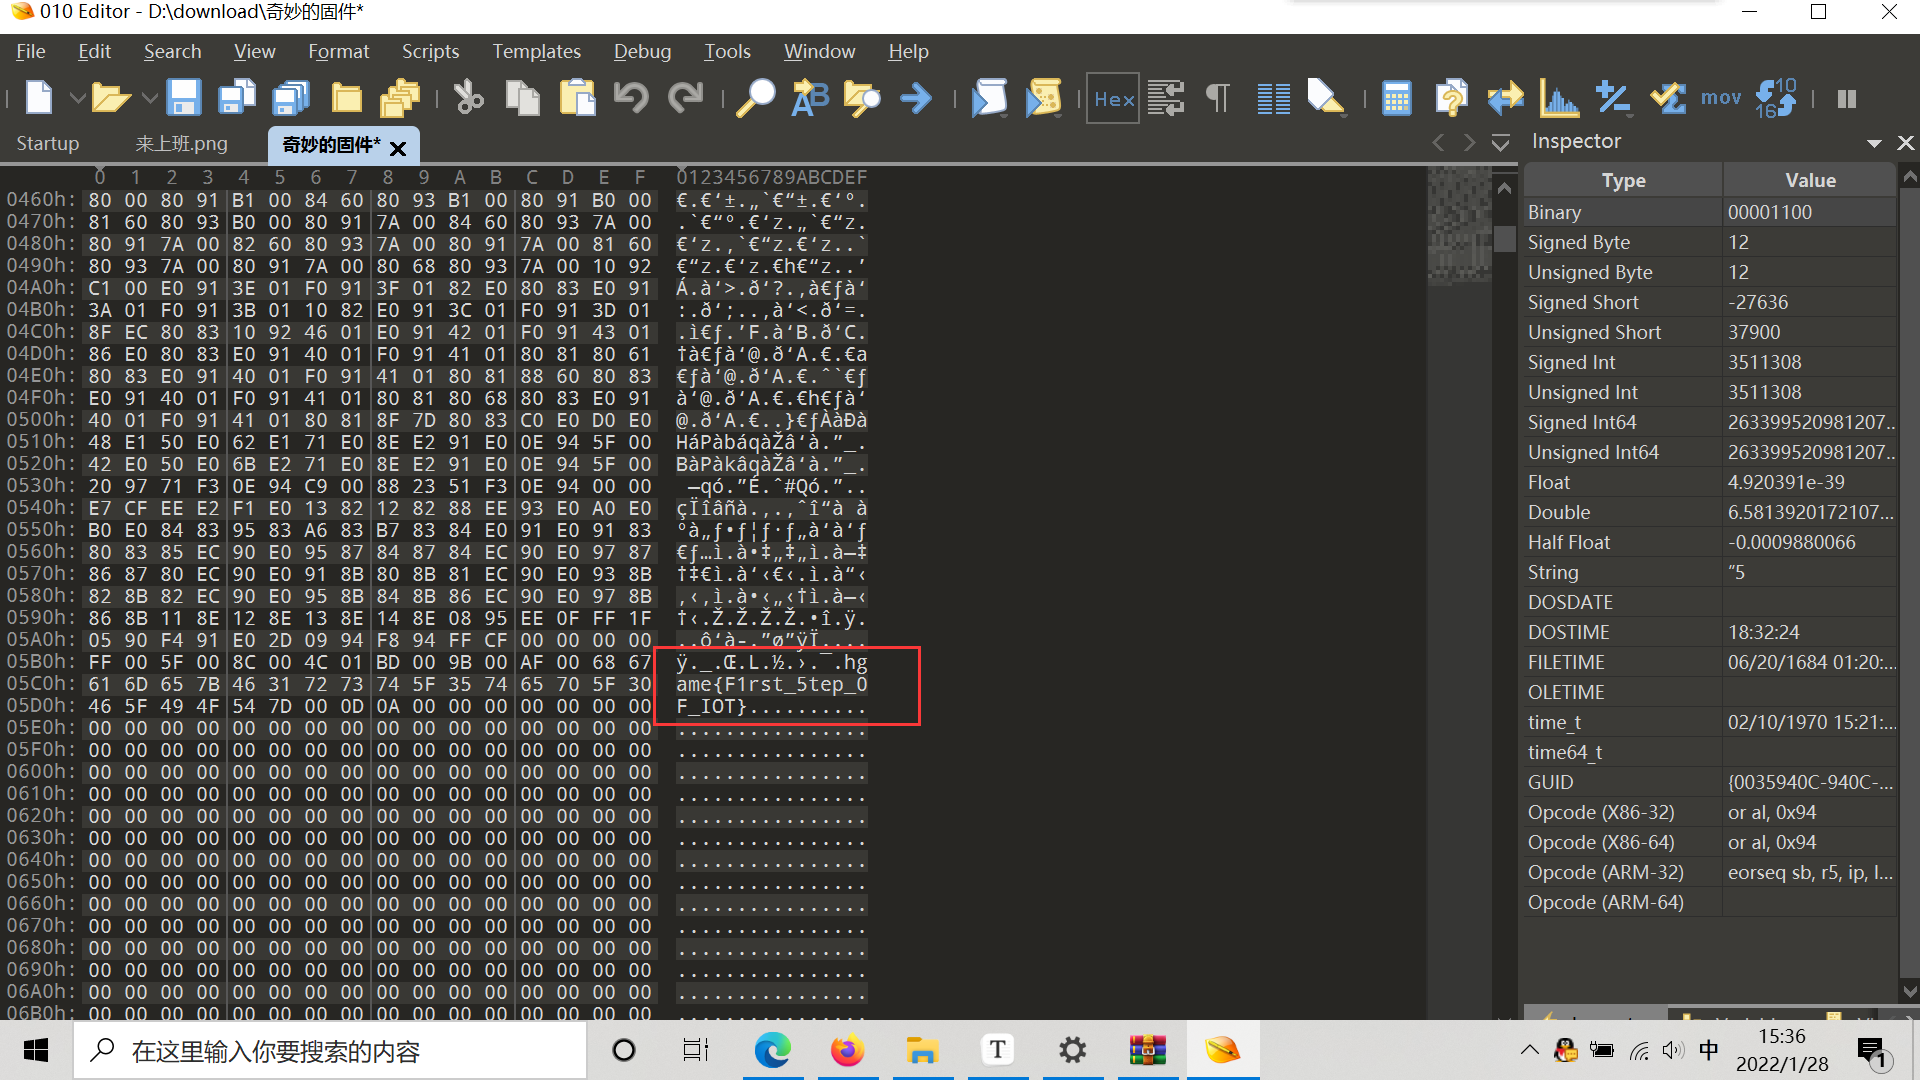 010 Editor - D:\download\奇妙的固件*
File Edit Search View Format Scripts Templates Debug Tools Window Help
Hex mov 10 16
Startup 来上班.png 奇妙的固件*
0 1 2 3 4 5 6 7 8 9 A B C D E F 0123456789ABCDEF
0460h: 80 00 80 91 B1 00 84 60 80 93 B1 00 80 91 B0 00 €.€‘±.„`€“±.€‘°.
0470h: 81 60 80 93 B0 00 80 91 7A 00 84 60 80 93 7A 00 .`€“°.€‘z.„`€“z.
0480h: 80 91 7A 00 82 60 80 93 7A 00 80 91 7A 00 81 60 €‘z.‚`€“z.€‘z..`
0490h: 80 93 7A 00 80 91 7A 00 80 68 80 93 7A 00 10 92 €“z.€‘z.€h€“z..’
04A0h: C1 00 E0 91 3E 01 F0 91 3F 01 82 E0 80 83 E0 91 Á.à‘>.ð‘?.‚à€ƒà‘
04B0h: 3A 01 F0 91 3B 01 10 82 E0 91 3C 01 F0 91 3D 01 :.ð‘;..‚à‘<.ð‘=.
04C0h: 8F EC 80 83 10 92 46 01 E0 91 42 01 F0 91 43 01 .ì€ƒ.’F.à‘B.ð‘C.
04D0h: 86 E0 80 83 E0 91 40 01 F0 91 41 01 80 81 80 61 †à€ƒà‘@.ð‘A.€.€a
04E0h: 80 83 E0 91 40 01 F0 91 41 01 80 81 88 60 80 83 €ƒà‘@.ð‘A.€.ˆ`€ƒ
04F0h: E0 91 40 01 F0 91 41 01 80 81 80 68 80 83 E0 91 à‘@.ð‘A.€.€h€ƒà‘
0500h: 40 01 F0 91 41 01 80 81 8F 7D 80 83 C0 E0 D0 E0 @.ð‘A.€..}€ƒÀàÐà
0510h: 48 E1 50 E0 62 E1 71 E0 8E E2 91 E0 0E 94 5F 00 HáPàbáqàŽâ‘à.”_.
0520h: 42 E0 50 E0 6B E2 71 E0 8E E2 91 E0 0E 94 5F 00 BàPàkâqàŽâ‘à.”_.
0530h: 20 97 71 F3 0E 94 C9 00 88 23 51 F3 0E 94 00 00 —qó.”É.ˆ#Qó.”..
0540h: E7 CF EE E2 F1 E0 13 82 12 82 88 EE 93 E0 A0 E0 çÏîâñà.‚.‚ˆî“à à
0550h: B0 E0 84 83 95 83 A6 83 B7 83 84 E0 91 E0 91 83 °à„ƒ•ƒ¦ƒ·ƒ„à‘à‘ƒ
0560h: 80 83 85 EC 90 E0 95 87 84 87 84 EC 90 E0 97 87 €ƒ…ì.à•‡„‡„ì.à—‡
0570h: 86 87 80 EC 90 E0 91 8B 80 8B 81 EC 90 E0 93 8B †‡€ì.à‘‹€‹.ì.à“‹
0580h: 82 8B 82 EC 90 E0 95 8B 84 8B 86 EC 90 E0 97 8B ‚‹‚ì.à•‹„‹†ì.à—‹
0590h: 86 8B 11 8E 12 8E 13 8E 14 8E 08 95 EE 0F FF 1F †‹.Ž.Ž.Ž.Ž.•î.ÿ.
05A0h: 05 90 F4 91 E0 2D 09 94 F8 94 FF CF 00 00 00 00 ..ô‘à-.”ø”ÿÏ....
05B0h: FF 00 5F 00 8C 00 4C 01 BD 00 9B 00 AF 00 68 67 ÿ._.Œ.L.½.›.¯.hg
05C0h: 61 6D 65 7B 46 31 72 73 74 5F 35 74 65 70 5F 30 ame{F1rst_5tep_0
05D0h: 46 5F 49 4F 54 7D 00 0D 0A 00 00 00 00 00 00 00 F_IOT}..........
05E0h: 00 00 00 00 00 00 00 00 00 00 00 00 00 00 00 00 ................
05F0h: 00 00 00 00 00 00 00 00 00 00 00 00 00 00 00 00 ................
0600h: 00 00 00 00 00 00 00 00 00 00 00 00 00 00 00 00 ................
0610h: 00 00 00 00 00 00 00 00 00 00 00 00 00 00 00 00 ................
0620h: 00 00 00 00 00 00 00 00 00 00 00 00 00 00 00 00 ................
0630h: 00 00 00 00 00 00 00 00 00 00 00 00 00 00 00 00 ................
0640h: 00 00 00 00 00 00 00 00 00 00 00 00 00 00 00 00 ................
0650h: 00 00 00 00 00 00 00 00 00 00 00 00 00 00 00 00 ................
0660h: 00 00 00 00 00 00 00 00 00 00 00 00 00 00 00 00 ................
0670h: 00 00 00 00 00 00 00 00 00 00 00 00 00 00 00 00 ................
0680h: 00 00 00 00 00 00 00 00 00 00 00 00 00 00 00 00 ................
0690h: 00 00 00 00 00 00 00 00 00 00 00 00 00 00 00 00 ................
06A0h: 00 00 00 00 00 00 00 00 00 00 00 00 00 00 00 00 ................
06B0h: 00 00 00 00 00 00 00 00 00 00 00 00 00 00 00 00 ................
Inspector
Type Value
Binary 00001100
Signed Byte 12
Unsigned Byte 12
Signed Short -27636
Unsigned Short 37900
Signed Int 3511308
Unsigned Int 3511308
Signed Int64 263399520981207...
Unsigned Int64 263399520981207...
Float 4.920391e-39
Double 6.5813920172107...
Half Float -0.0009880066
String ”5
DOSDATE
DOSTIME 18:32:24
FILETIME 06/20/1684 01:20:...
OLETIME
time_t 02/10/1970 15:21:...
time64_t
GUID {0035940C-940C-...
Opcode (X86-32) or al, 0x94
Opcode (X86-64) or al, 0x94
Opcode (ARM-32) eorseq sb, r5, ip, l...
Opcode (ARM-64)
在这里输入你要搜索的内容
T
中
15:36
2022/1/28
1